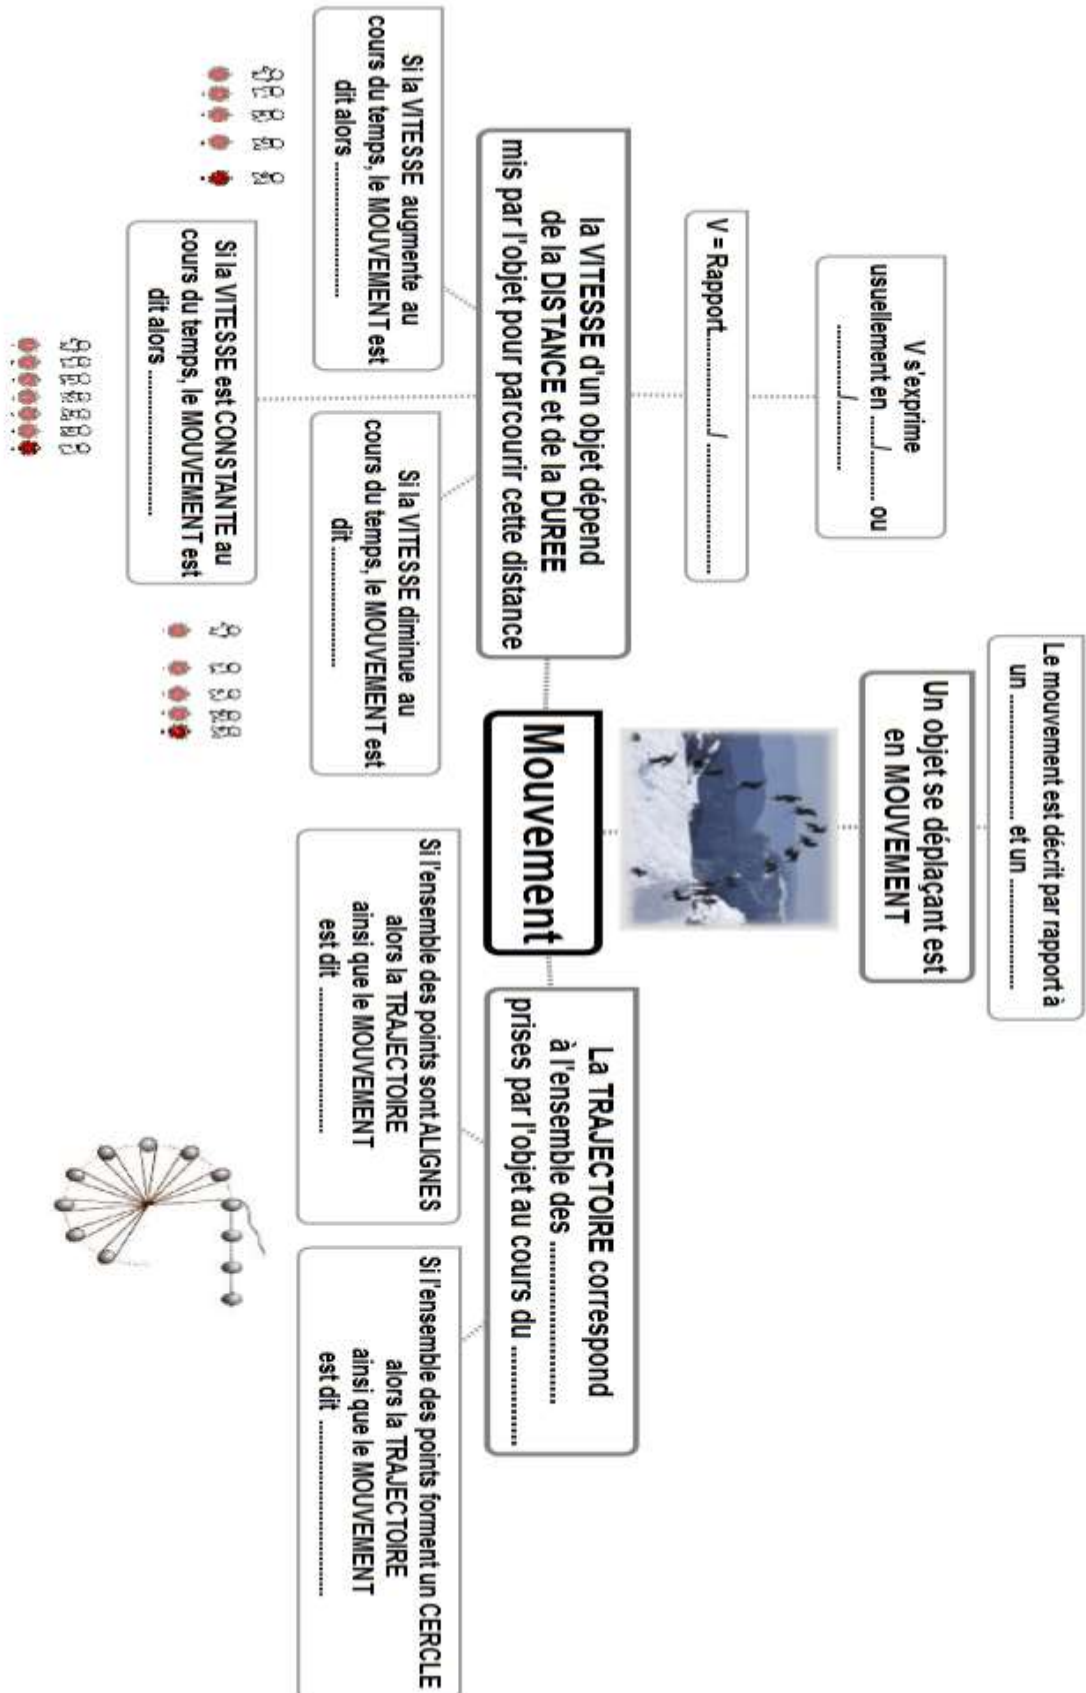 Le mouvement est décrit par rapport à
un .................. et un ..................
Un objet se déplaçant est
en MOUVEMENT
V s'exprime
usuellement en ...../.......... ou
............/............
V = Rapport.................../ .....................
la VITESSE d'un objet dépend
de la DISTANCE et de la DUREE
mis par l'objet pour parcourir cette distance
Si la VITESSE augmente au
cours du temps, le MOUVEMENT est
dit alors ........................
Si la VITESSE diminue au
cours du temps, le MOUVEMENT est
dit ........................
Si la VITESSE est CONSTANTE au
cours du temps, le MOUVEMENT est
dit alors ........................
Mouvement
La TRAJECTOIRE correspond
à l'ensemble des ........................
prises par l'objet au cours du ..............
Si l'ensemble des points sont ALIGNES
alors la TRAJECTOIRE
ainsi que le MOUVEMENT
est dit ........................
Si l'ensemble des points forment un CERCLE
alors la TRAJECTOIRE
ainsi que le MOUVEMENT
est dit ........................